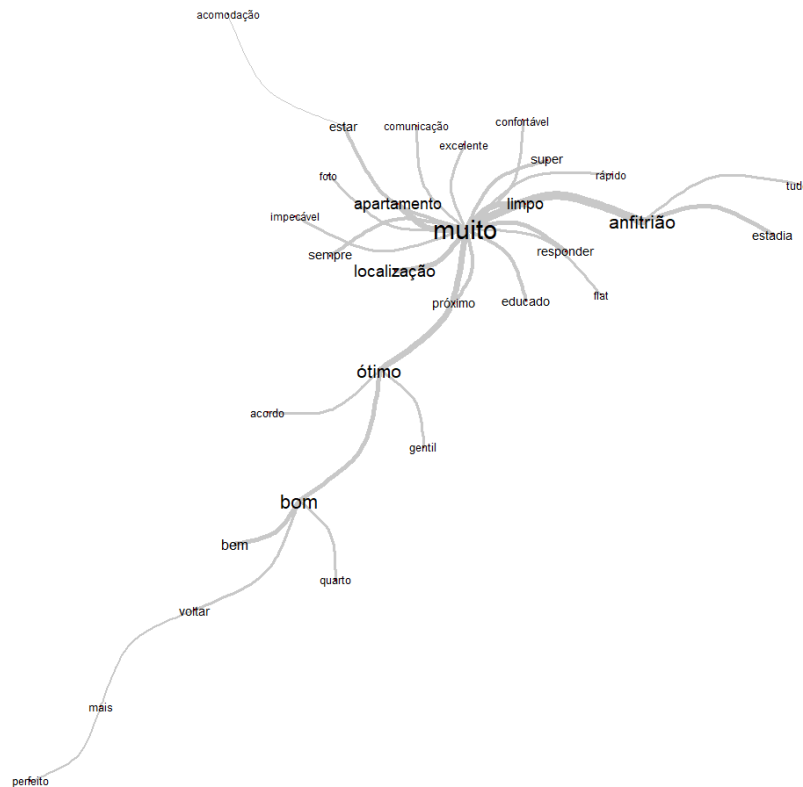 acomodação
estar
comunicação
confortável
excelente
super
foto
rápido
apartamento
limpo
impecável
muito
anfitrião
sempre
responder
estadia
localização
próximo
educado
flat
ótimo
acordo
gentil
bom
bem
quarto
voltar
mais
perfeito